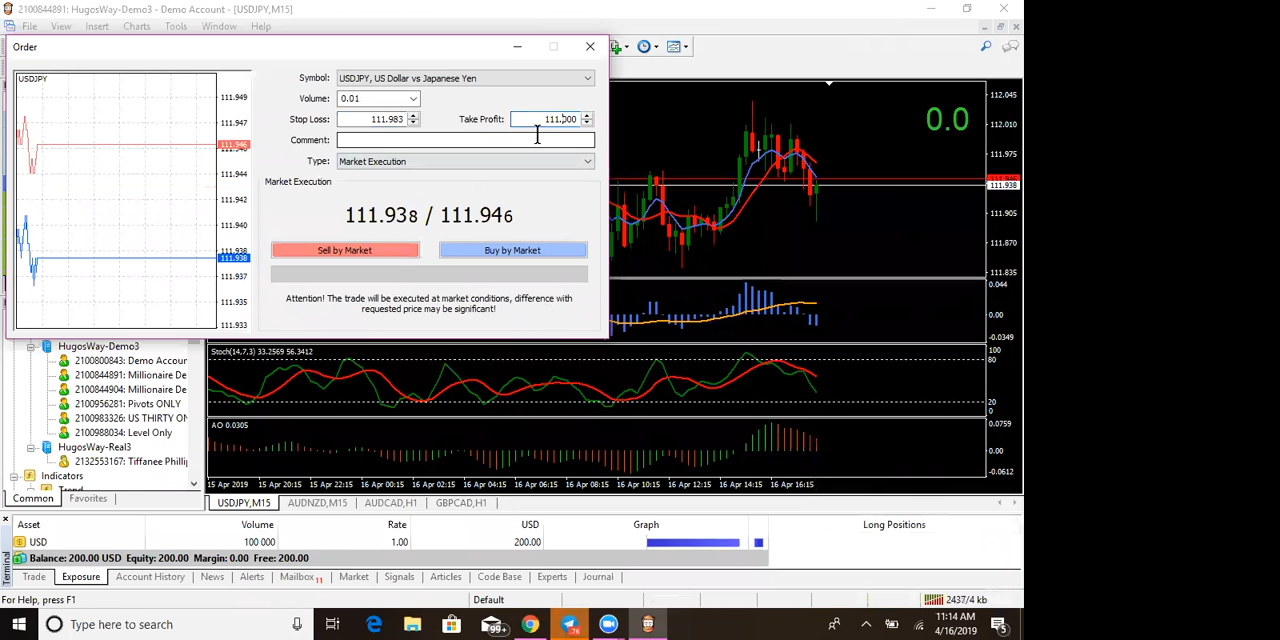 2100844891: HugosWay-Demo3 - Demo Account - [USDJPY,M15]
File View Insert Charts Tools Window Help
Order
USDJPY
111.949
111.947
111.946
111.944
111.942
111.940
111.938
111.937
111.935
111.933
Symbol: USDJPY, US Dollar vs Japanese Yen
Volume: 0.01
Stop Loss: 111.983 Take Profit: 111.000
Comment:
Type: Market Execution
Market Execution
111.938 / 111.946
Sell by Market Buy by Market
Attention! The trade will be executed at market conditions, difference with
requested price may be significant!
0.0
112.045
112.010
111.975
111.938
111.905
111.870
111.835
0.044
0.00
-0.0349
Stoch(14,7,3) 33.2569 56.3412
100
80
20
0
AO 0.0305
0.0759
0.00
-0.0612
15 Apr 2019 15 Apr 20:15 15 Apr 22:15 16 Apr 00:15 16 Apr 02:15 16 Apr 04:15 16 Apr 06:15 16 Apr 08:15 16 Apr 10:15 16 Apr 12:15 16 Apr 14:15 16 Apr 16:15
HugosWay-Demo3
2100800843: Demo Accoun
2100844891: Millionaire De
2100844904: Millionaire De
2100956281: Pivots ONLY
2100983326: US THIRTY ON
2100988034: Level Only
HugosWay-Real3
2132553167: Tiffanee Phillip
Indicators
Trend
Common Favorites
USDJPY,M15 AUDNZD,M15 AUDCAD,H1 GBPCAD,H1
Asset Volume Rate USD Graph Long Positions
USD 100 000 1.00 200.00
Balance: 200.00 USD Equity: 200.00 Margin: 0.00 Free: 200.00
Terminal
Trade Exposure Account History News Alerts Mailbox 11 Market Signals Articles Code Base Experts Journal
For Help, press F1 Default 2437/4 kb
Type here to search
99+
11:14 AM
4/16/2019
5